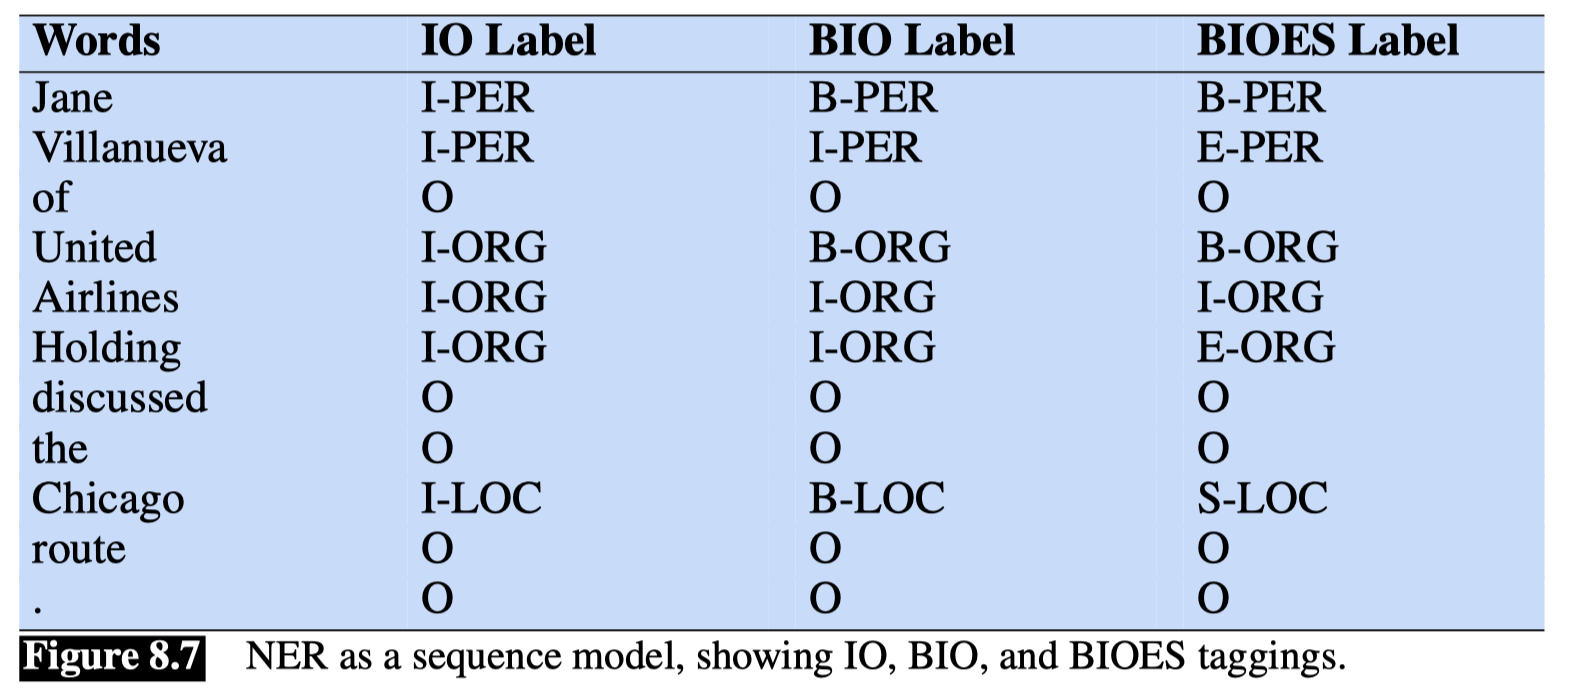 Words IO Label BIO Label BIOES Label
Jane I-PER B-PER B-PER
Villanueva I-PER I-PER E-PER
of O O O
United I-ORG B-ORG B-ORG
Airlines I-ORG I-ORG I-ORG
Holding I-ORG I-ORG E-ORG
discussed O O O
the O O O
Chicago I-LOC B-LOC S-LOC
route O O O
. O O O
Figure 8.7 NER as a sequence model, showing IO, BIO, and BIOES taggings.